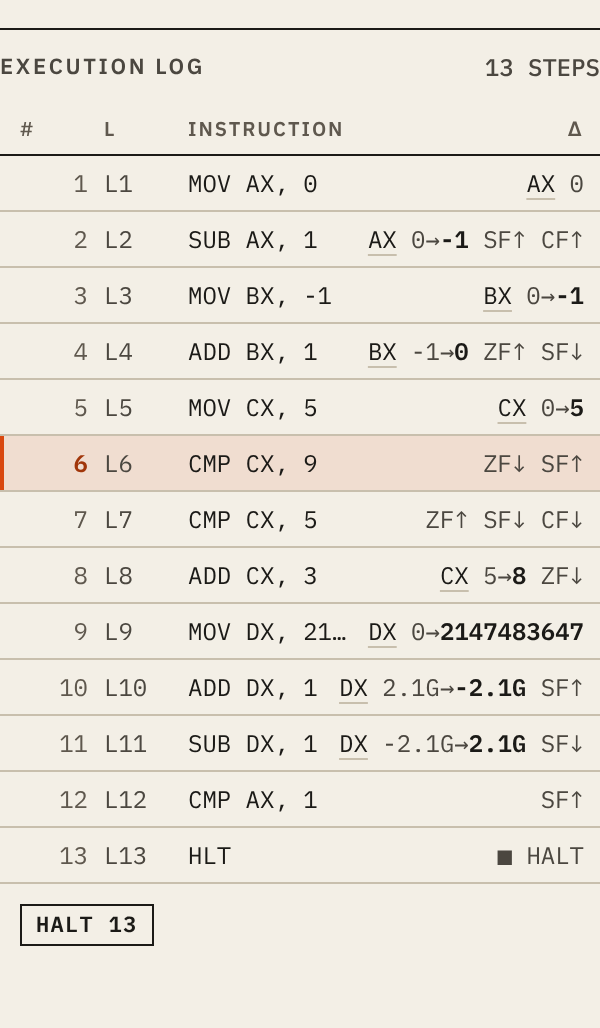 EXECUTION LOG 13 STEPS
# L INSTRUCTION Δ
1 L1 MOV AX, 0 AX 0
2 L2 SUB AX, 1 AX 0→-1 SF↑ CF↑
3 L3 MOV BX, -1 BX 0→-1
4 L4 ADD BX, 1 BX -1→0 ZF↑ SF↓
5 L5 MOV CX, 5 CX 0→5
6 L6 CMP CX, 9 ZF↓ SF↑
7 L7 CMP CX, 5 ZF↑ SF↓ CF↓
8 L8 ADD CX, 3 CX 5→8 ZF↓
9 L9 MOV DX, 21… DX 0→2147483647
10 L10 ADD DX, 1 DX 2.1G→-2.1G SF↑
11 L11 SUB DX, 1 DX -2.1G→2.1G SF↓
12 L12 CMP AX, 1 SF↑
13 L13 HLT ■ HALT
HALT 13